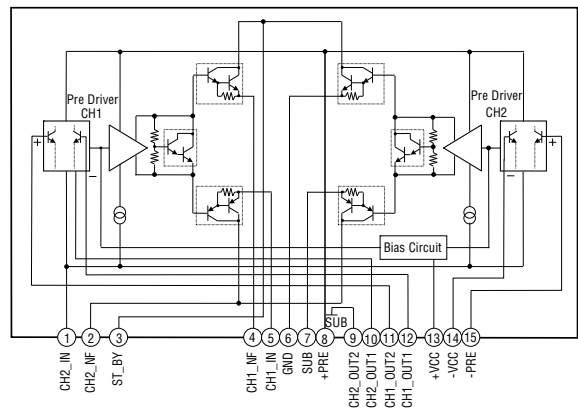 Pre Driver
CH1
Pre Driver
CH2
+
−
−
+
Bias Circuit
SUB
1 2 3 4 5 6 7 8 9 10 11 12 13 14 15
CH2_IN
CH2_NF
ST_BY
CH1_NF
CH1_IN
GND
SUB
+PRE
CH2_OUT2
CH2_OUT1
CH1_OUT2
CH1_OUT1
+VCC
-VCC
-PRE